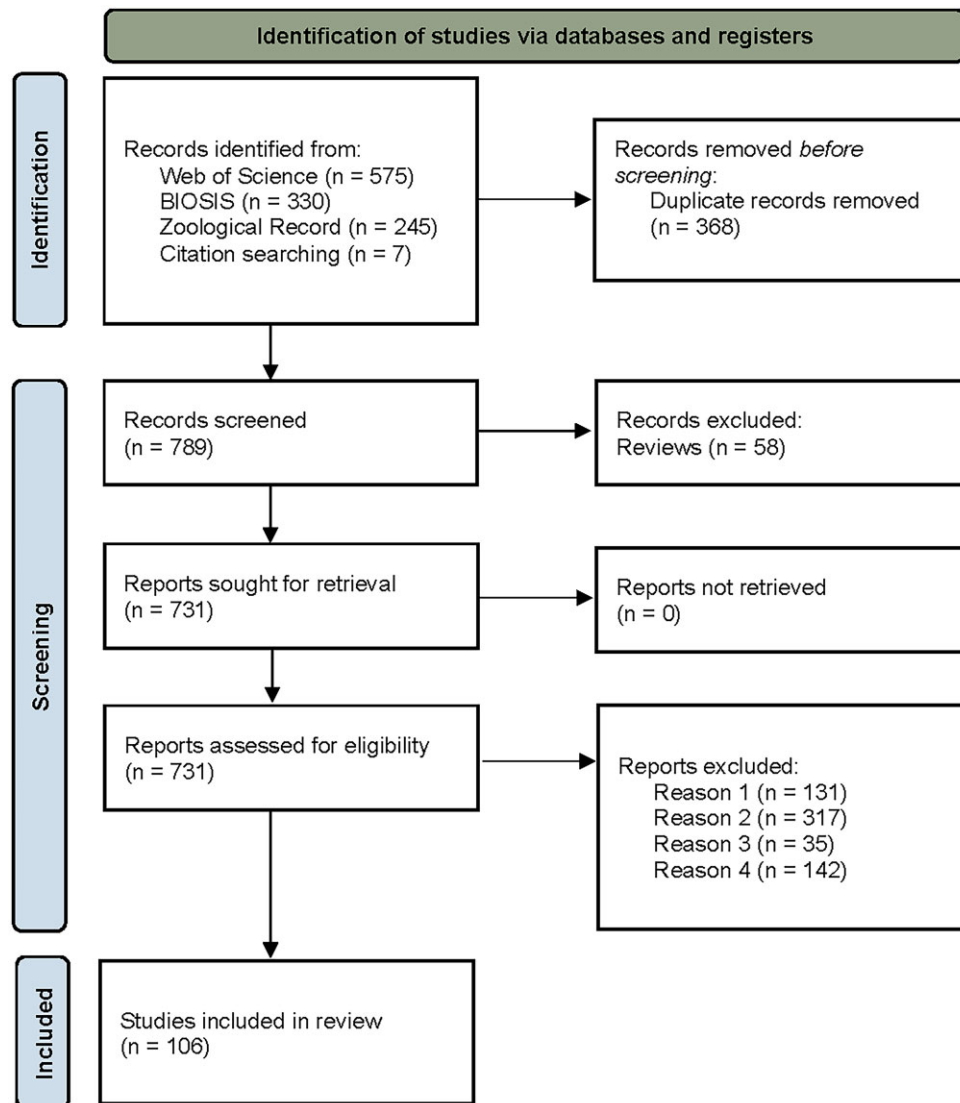 Identification of studies via databases and registers
Identification
Records identified from:
Web of Science (n = 575)
BIOSIS (n = 330)
Zoological Record (n = 245)
Citation searching (n = 7)
Records removed before
screening:
Duplicate records removed
(n = 368)
Screening
Records screened
(n = 789)
Records excluded:
Reviews (n = 58)
Reports sought for retrieval
(n = 731)
Reports not retrieved
(n = 0)
Reports assessed for eligibility
(n = 731)
Reports excluded:
Reason 1 (n = 131)
Reason 2 (n = 317)
Reason 3 (n = 35)
Reason 4 (n = 142)
Included
Studies included in review
(n = 106)